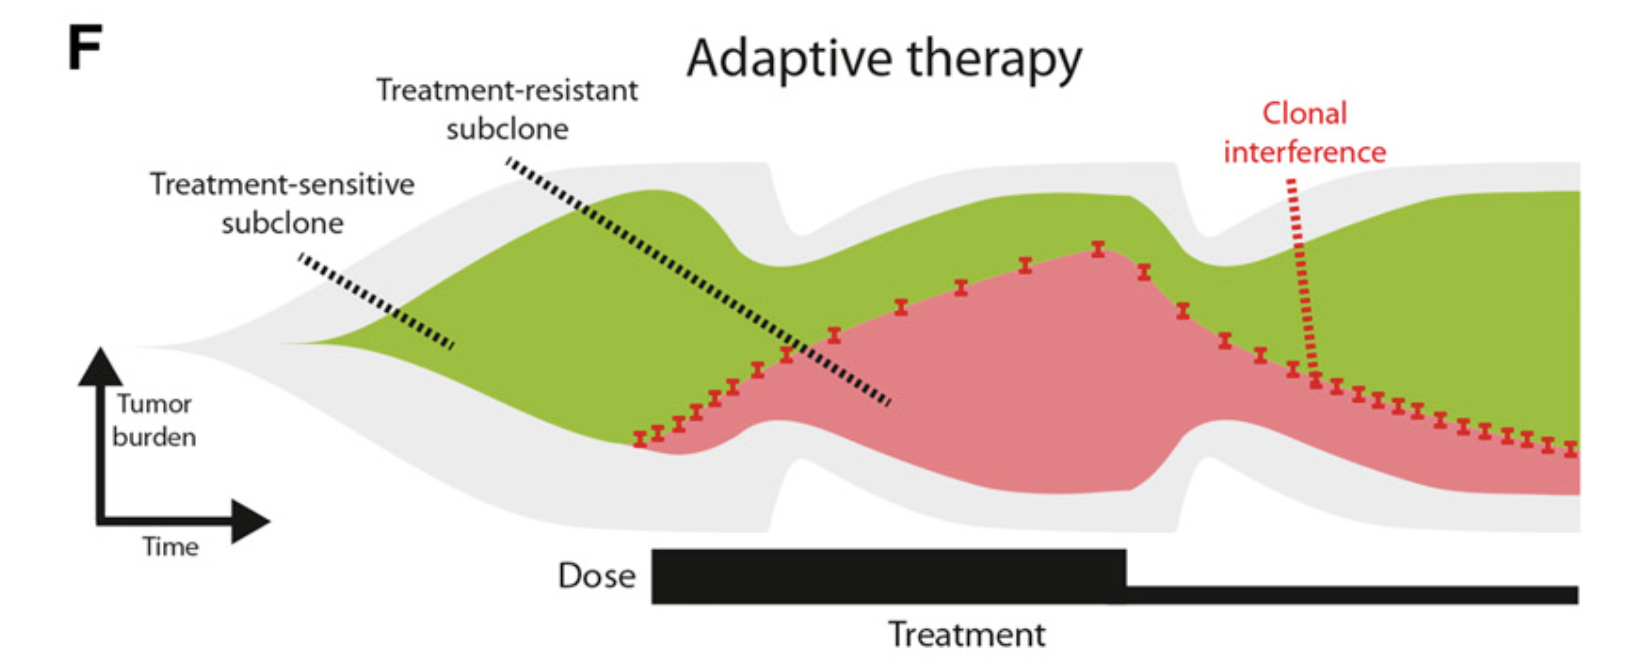 F
Adaptive therapy
Treatment-resistant
subclone
Clonal
interference
Treatment-sensitive
subclone
Tumor
burden
Time
Dose
Treatment